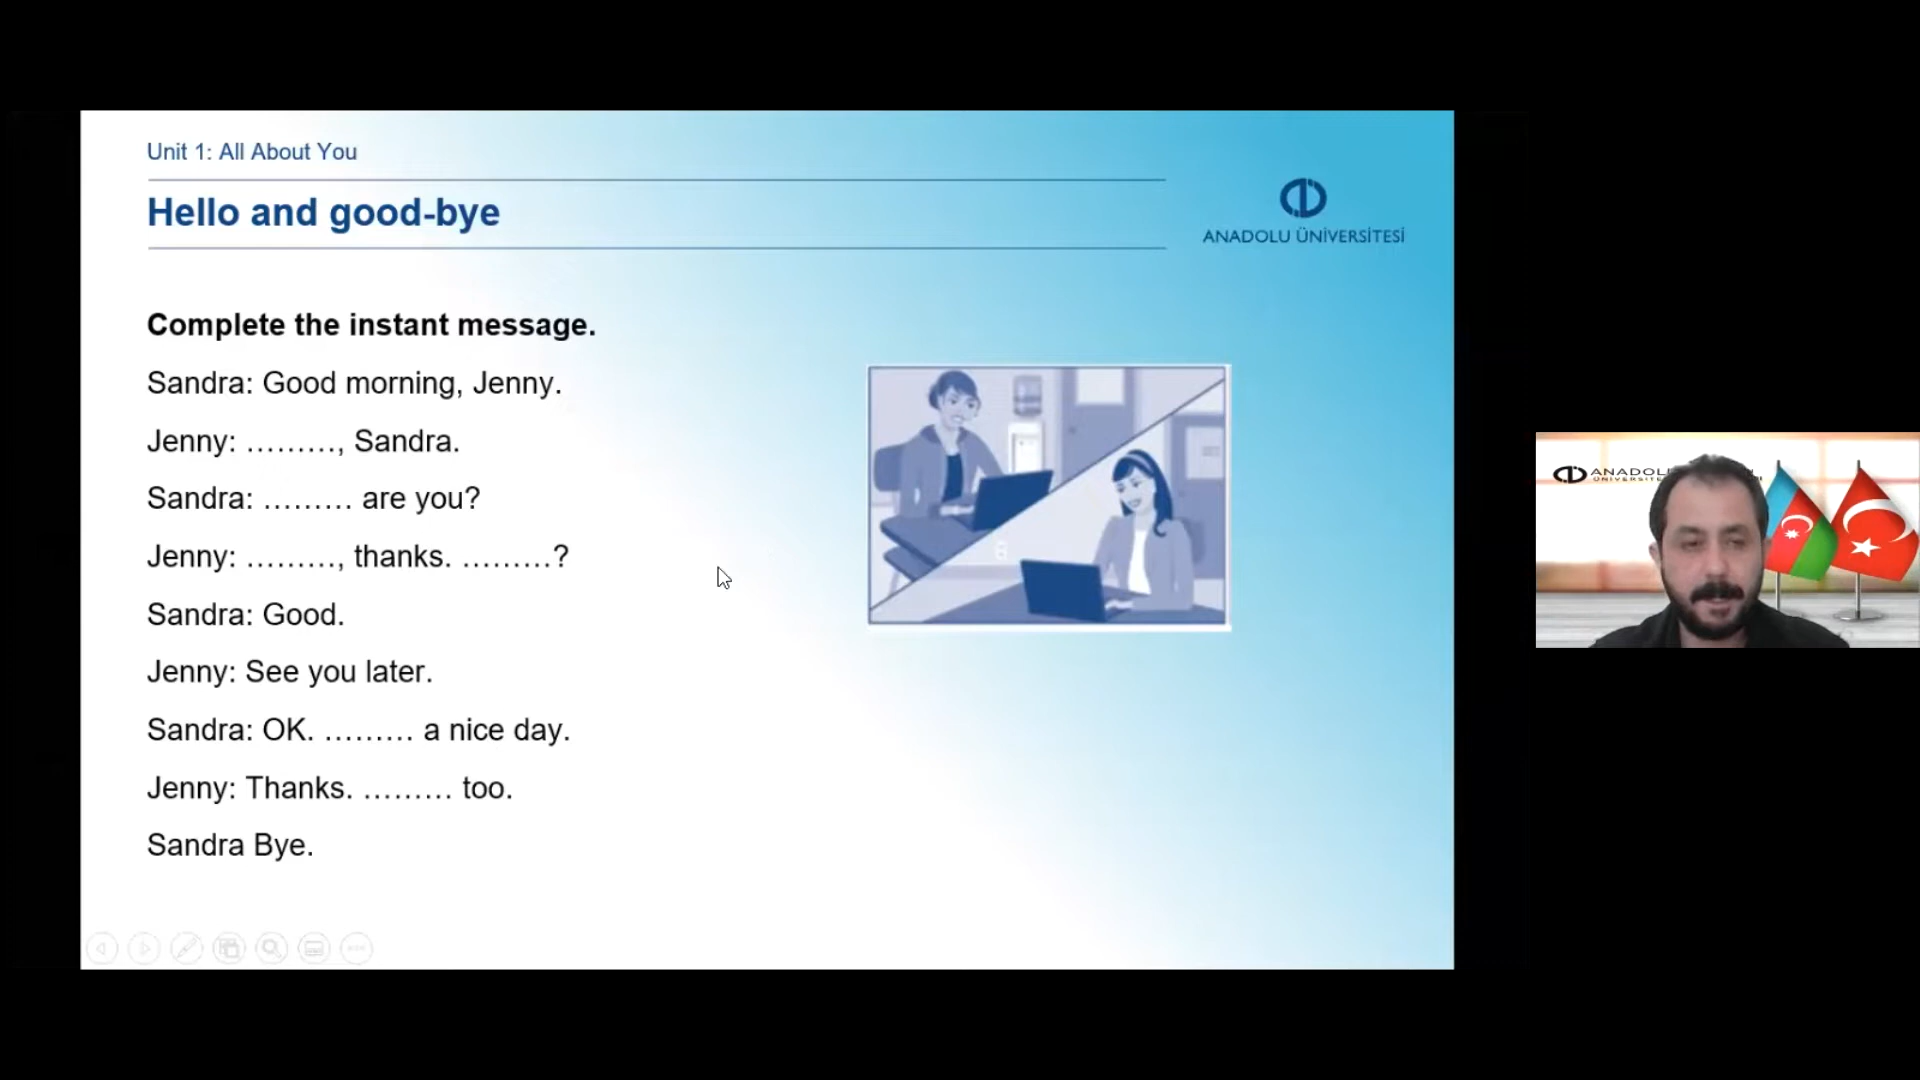 Unit 1: All About You
Hello and good-bye
ANADOLU ÜNİVERSİTESİ
Complete the instant message.
Sandra: Good morning, Jenny.
Jenny: ………, Sandra.
Sandra: ……… are you?
Jenny: ………, thanks. ………?
Sandra: Good.
Jenny: See you later.
Sandra: OK. ……… a nice day.
Jenny: Thanks. ……… too.
Sandra Bye.